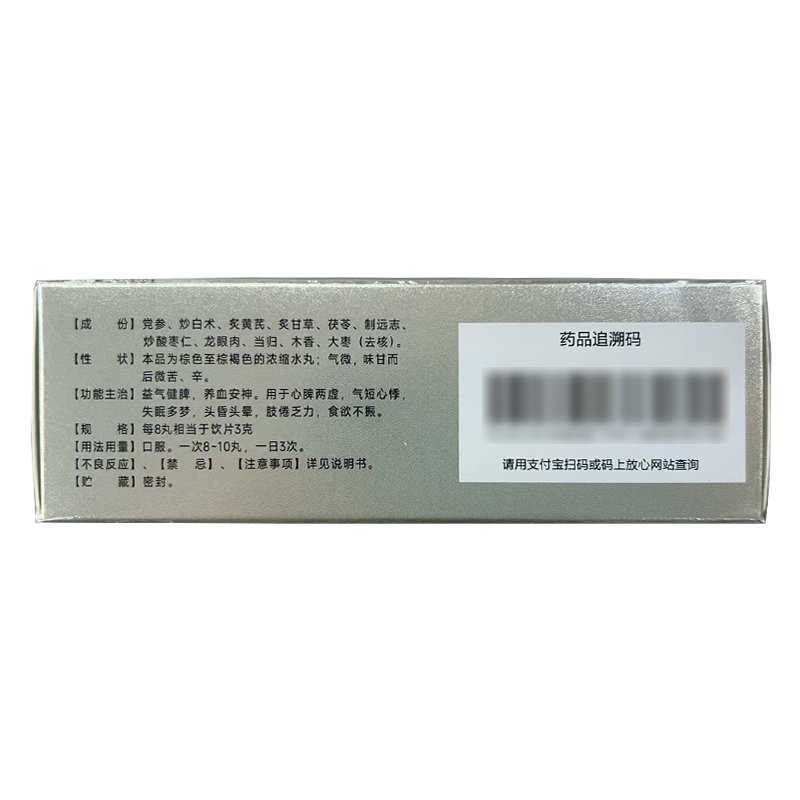 【成　份】党参、炒白术、炙黄芪、炙甘草、茯苓、制远志、
炒酸枣仁、龙眼肉、当归、木香、大枣（去核）。
【性　状】本品为棕色至棕褐色的浓缩水丸；气微，味甘而
后微苦、辛。
【功能主治】益气健脾，养血安神。用于心脾两虚，气短心悸，
失眠多梦，头昏头晕，肢倦乏力，食欲不振。
【规　格】每8丸相当于饮片3克
【用法用量】口服。一次8~10丸，一日3次。
【不良反应】、【禁　忌】、【注意事项】详见说明书。
【贮　藏】密封。
药品追溯码
请用支付宝扫码或码上放心网站查询